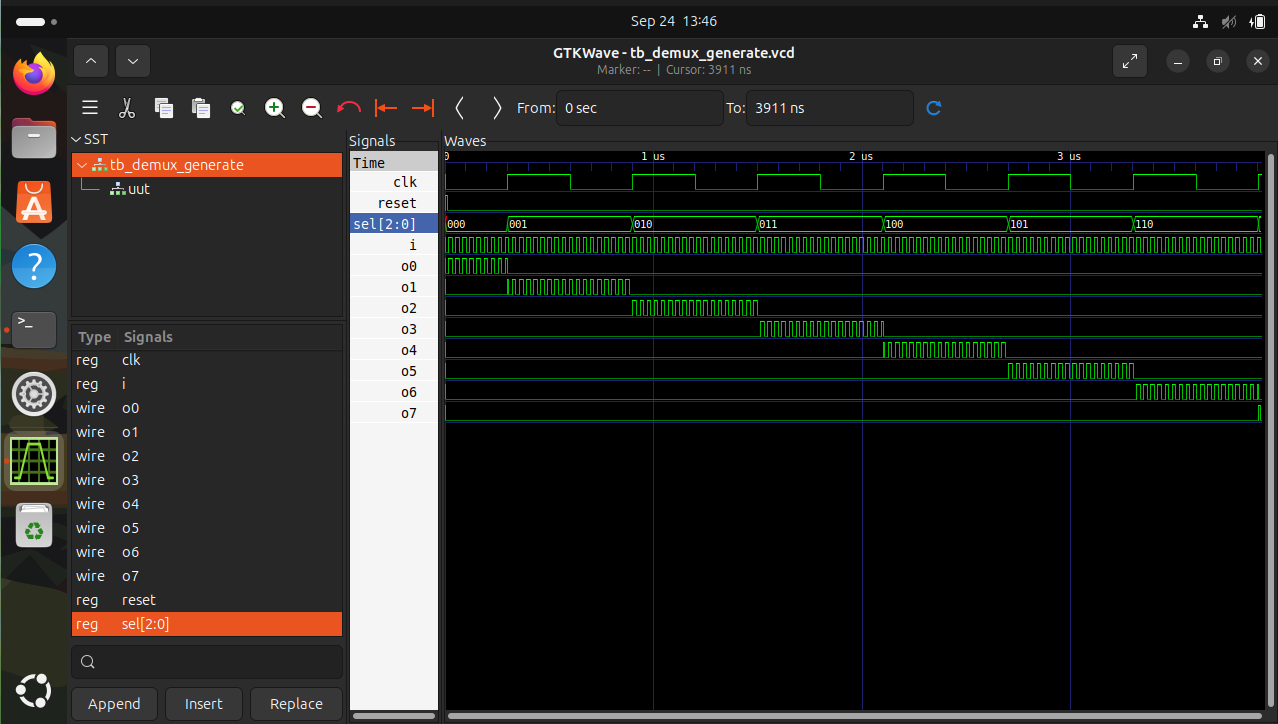 Sep 24 13:46
GTKWave - tb_demux_generate.vcd
Marker: -- | Cursor: 3911 ns
From: 0 sec To: 3911 ns
SST
tb_demux_generate
uut
Type Signals
reg clk
reg i
wire o0
wire o1
wire o2
wire o3
wire o4
wire o5
wire o6
wire o7
reg reset
reg sel[2:0]
Append Insert Replace
Signals
Time
clk
reset
sel[2:0]
i
o0
o1
o2
o3
o4
o5
o6
o7
Waves
0 1 us 2 us 3 us
000 001 010 011 100 101 110